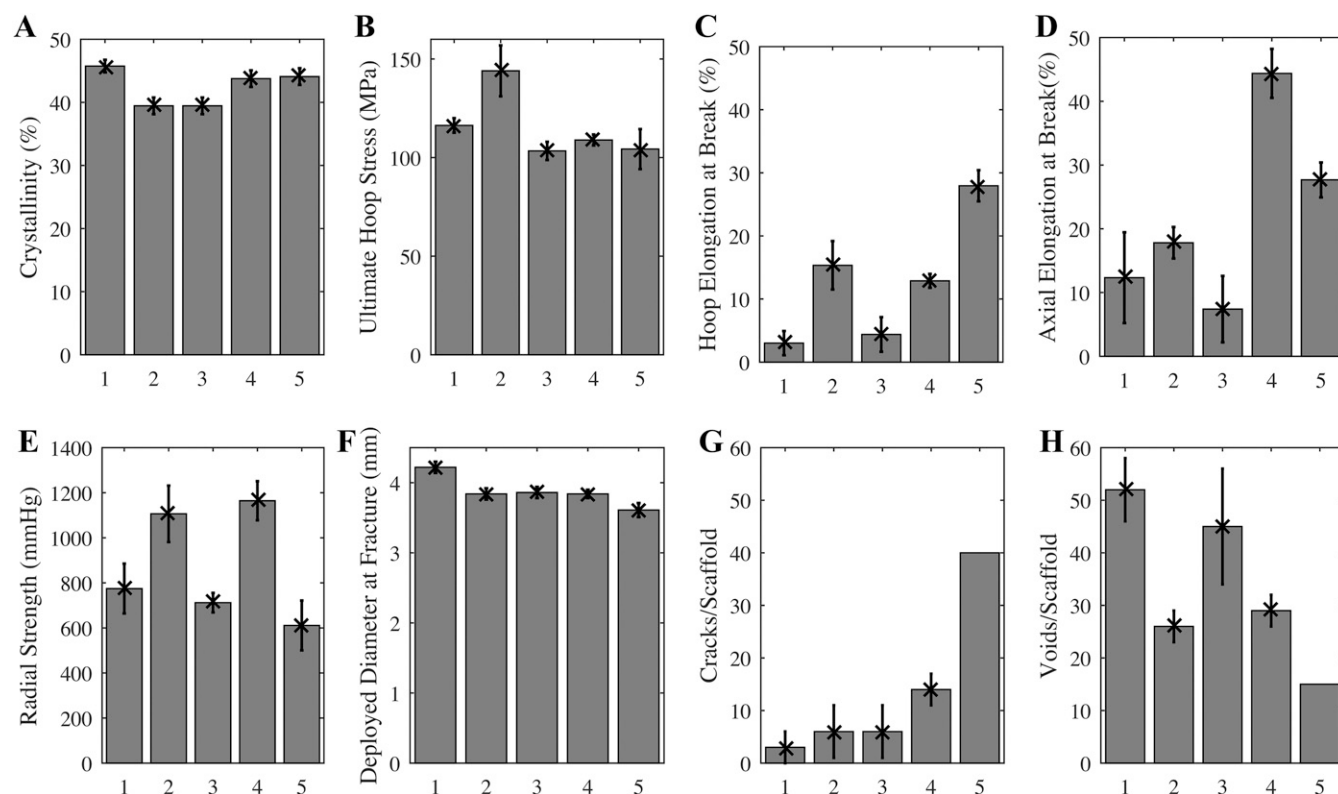 A
Crystallinity (%)
50
40
30
20
10
0
1 2 3 4 5
B
Ultimate Hoop Stress (MPa)
150
100
50
0
1 2 3 4 5
C
Hoop Elongation at Break (%)
50
40
30
20
10
0
1 2 3 4 5
D
Axial Elongation at Break(%)
50
40
30
20
10
0
1 2 3 4 5
E
Radial Strength (mmHg)
1400
1200
1000
800
600
400
200
0
1 2 3 4 5
F
Deployed Diameter at Fracture (mm)
4
3
2
1
0
1 2 3 4 5
G
Cracks/Scaffold
60
50
40
30
20
10
0
1 2 3 4 5
H
Voids/Scaffold
60
50
40
30
20
10
0
1 2 3 4 5